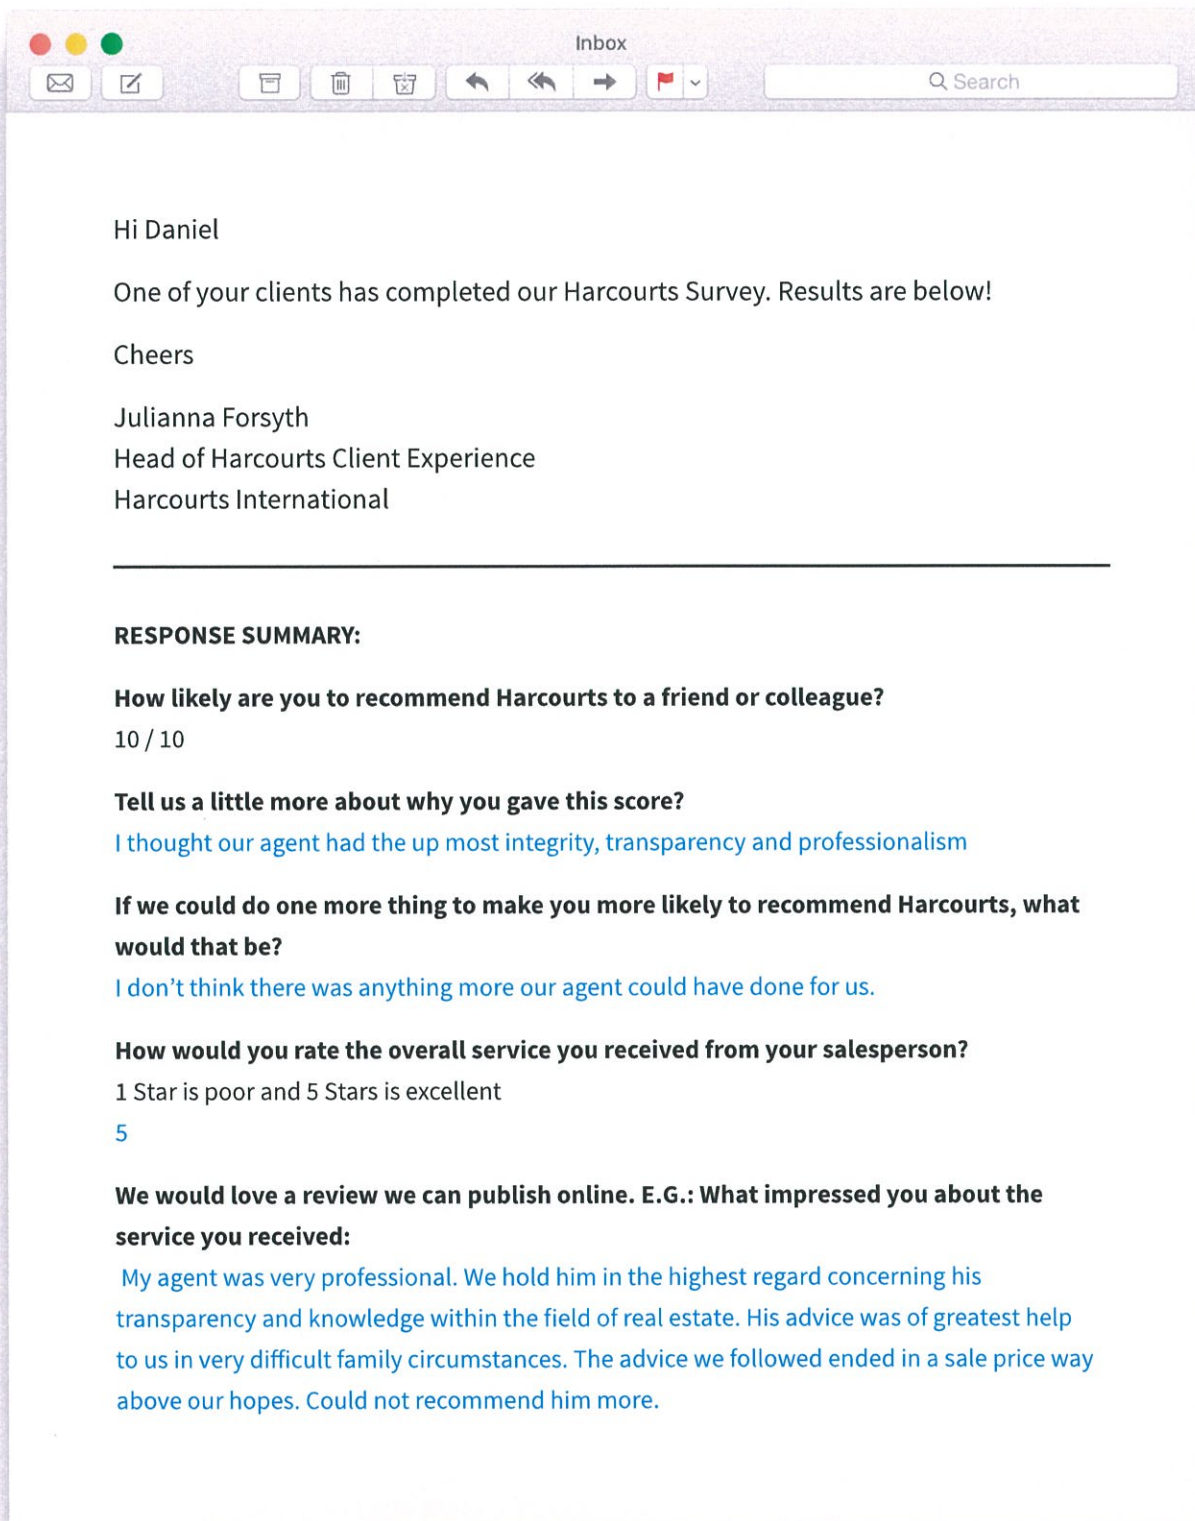 Inbox
Search
Hi Daniel
One of your clients has completed our Harcourts Survey. Results are below!
Cheers
Julianna Forsyth
Head of Harcourts Client Experience
Harcourts International
RESPONSE SUMMARY:
How likely are you to recommend Harcourts to a friend or colleague?
10 / 10
Tell us a little more about why you gave this score?
I thought our agent had the up most integrity, transparency and professionalism
If we could do one more thing to make you more likely to recommend Harcourts, what
would that be?
I don't think there was anything more our agent could have done for us.
How would you rate the overall service you received from your salesperson?
1 Star is poor and 5 Stars is excellent
5
We would love a review we can publish online. E.G.: What impressed you about the
service you received:
My agent was very professional. We hold him in the highest regard concerning his
transparency and knowledge within the field of real estate. His advice was of greatest help
to us in very difficult family circumstances. The advice we followed ended in a sale price way
above our hopes. Could not recommend him more.